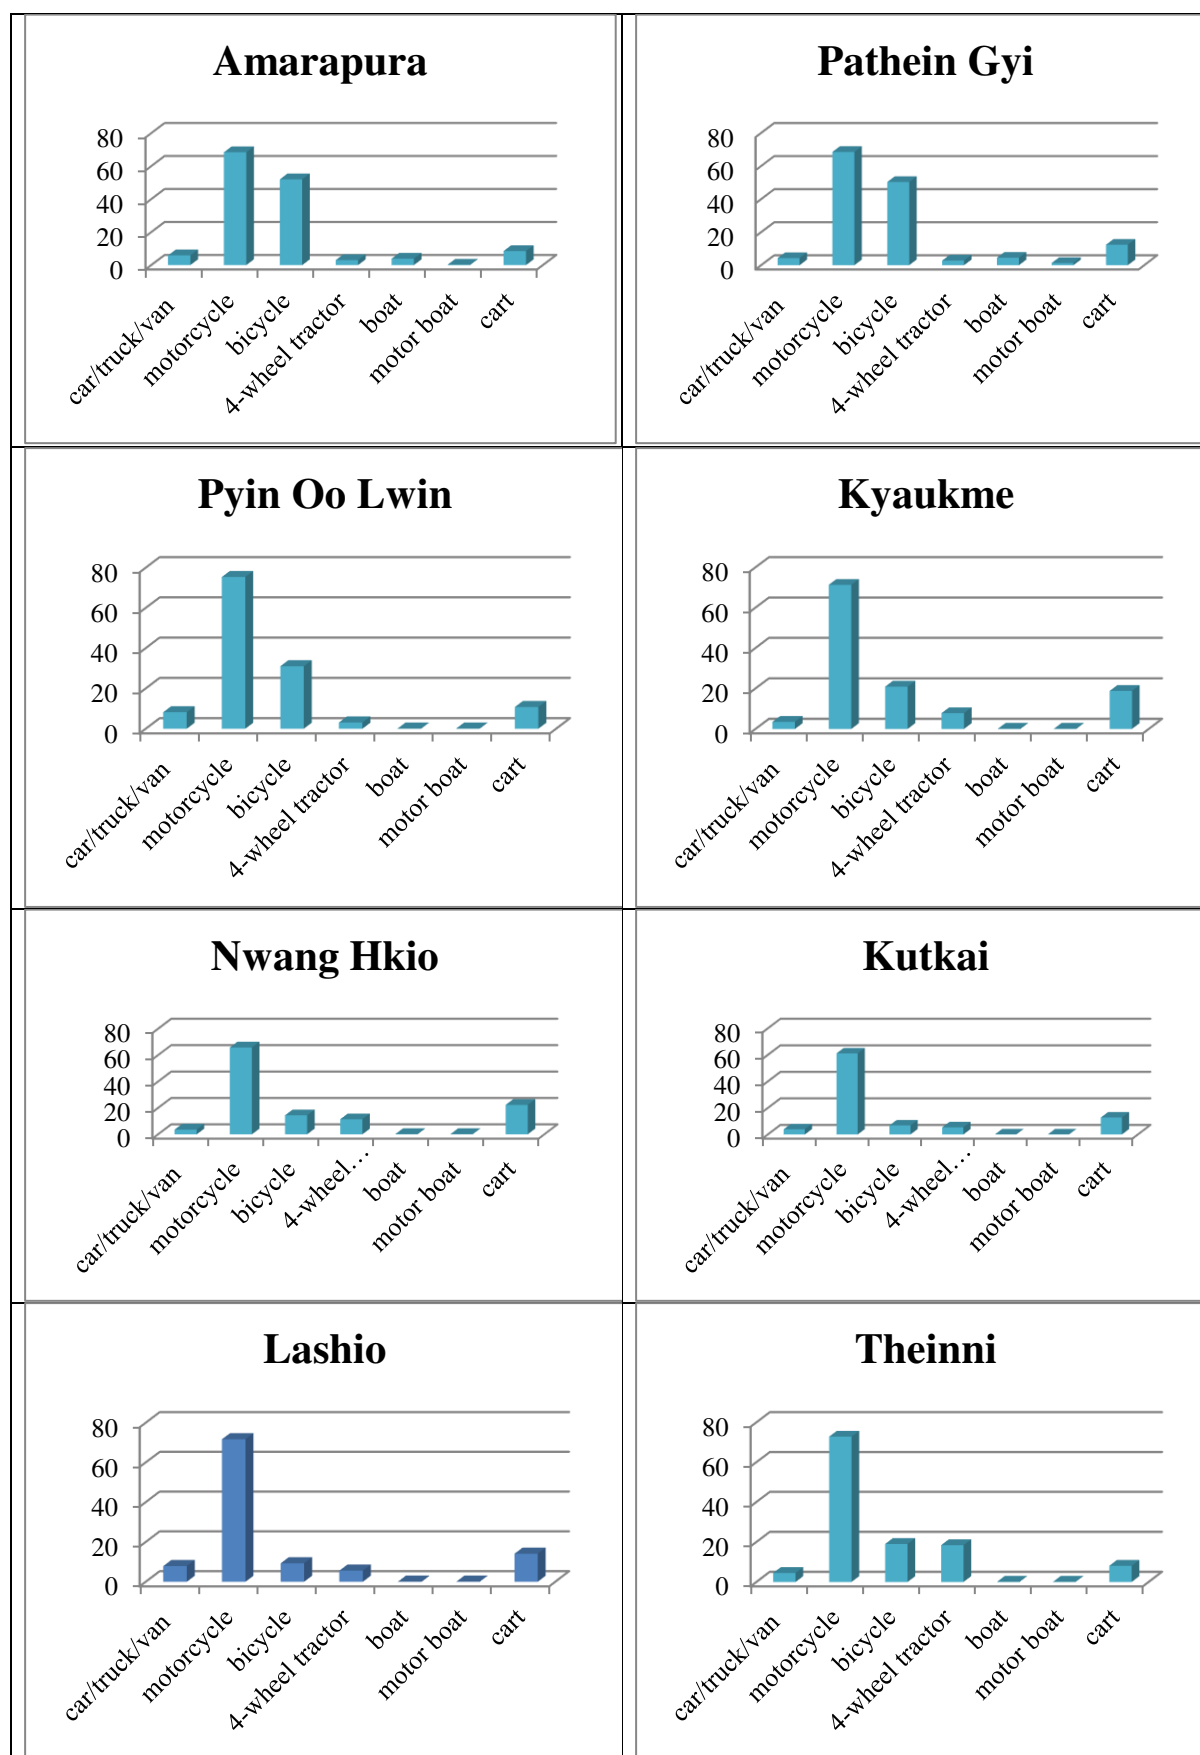 Amarapura
80
60
40
20
0
car/truck/van
motorcycle
bicycle
4-wheel tractor
boat
motor boat
cart
Pathein Gyi
80
60
40
20
0
car/truck/van
motorcycle
bicycle
4-wheel tractor
boat
motor boat
cart
Pyin Oo Lwin
80
60
40
20
0
car/truck/van
motorcycle
bicycle
4-wheel tractor
boat
motor boat
cart
Kyaukme
80
60
40
20
0
car/truck/van
motorcycle
bicycle
4-wheel tractor
boat
motor boat
cart
Nwang Hkio
80
60
40
20
0
car/truck/van
motorcycle
bicycle
4-wheel…
boat
motor boat
cart
Kutkai
80
60
40
20
0
car/truck/van
motorcycle
bicycle
4-wheel…
boat
motor boat
cart
Lashio
80
60
40
20
0
car/truck/van
motorcycle
bicycle
4-wheel tractor
boat
motor boat
cart
Theinni
80
60
40
20
0
car/truck/van
motorcycle
bicycle
4-wheel tractor
boat
motor boat
cart